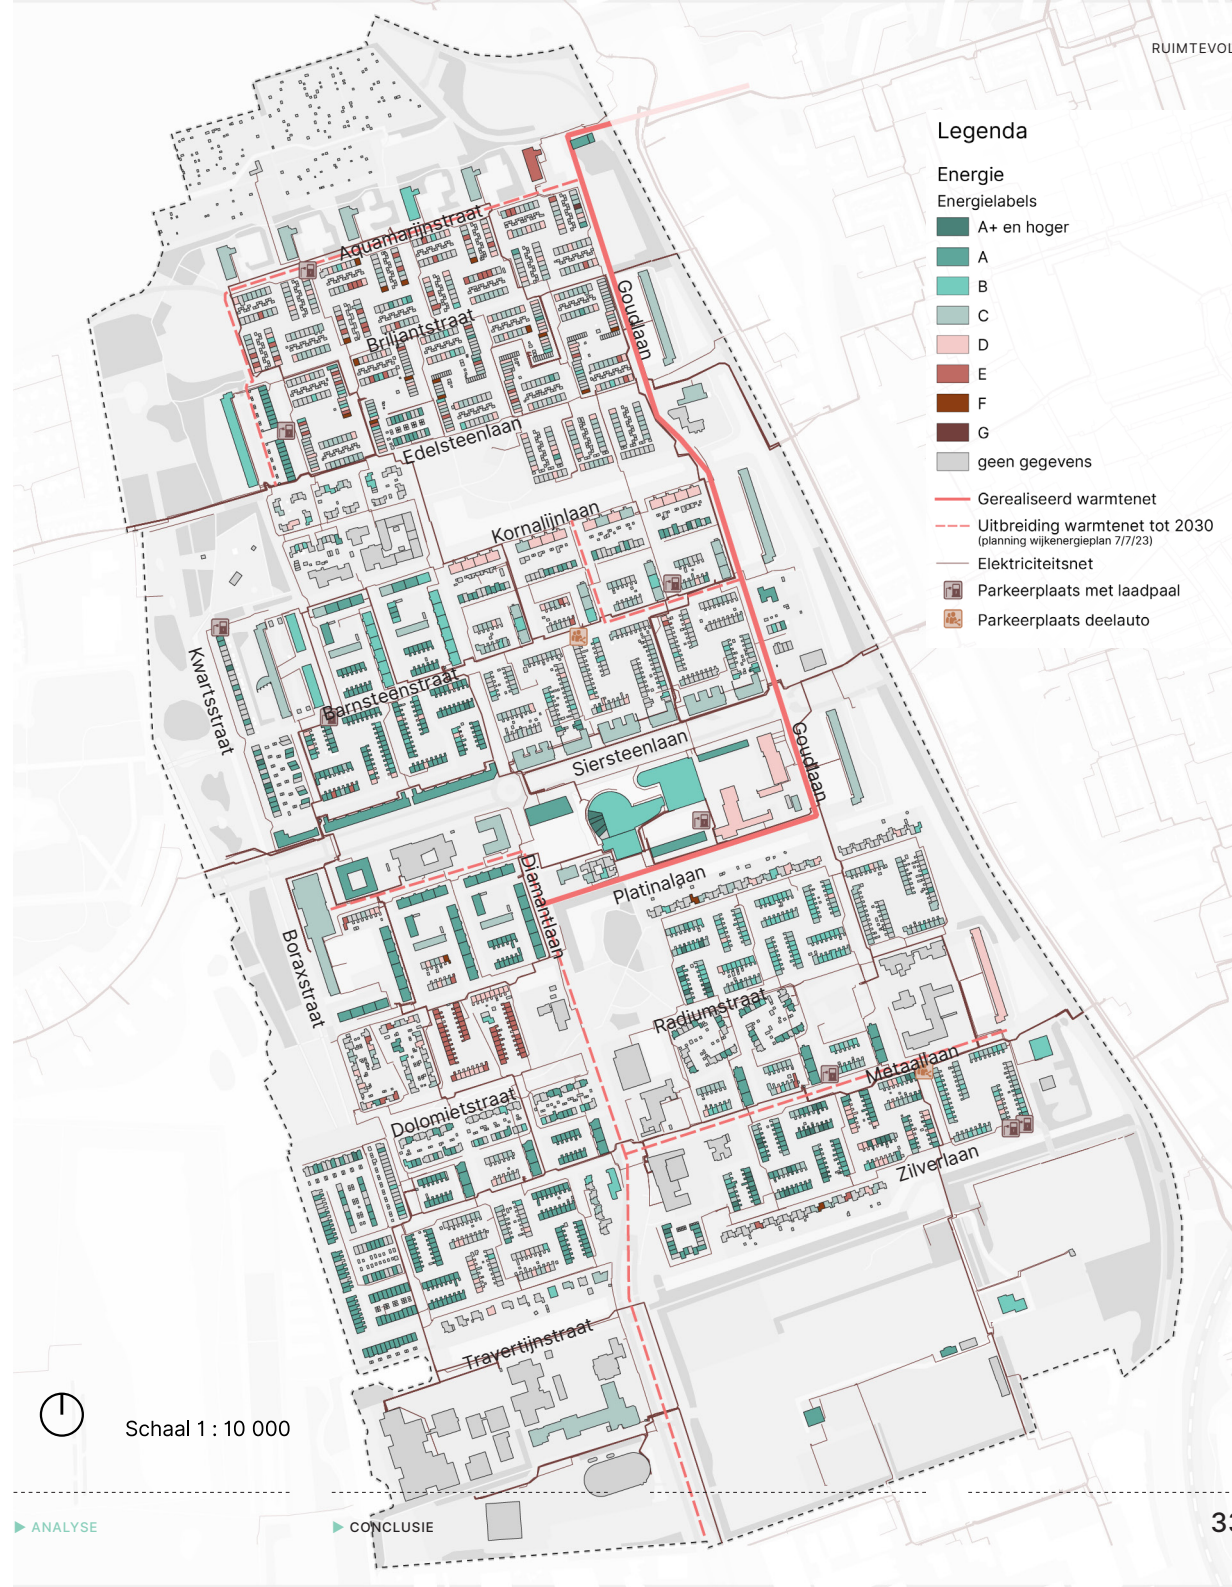 RUIMTEVOL
Legenda
Energie
Energielabels
A+ en hoger
A
B
C
D
E
F
G
geen gegevens
Gerealiseerd warmtenet
Uitbreiding warmtenet tot 2030
(planning wijkenergieplan 7/7/23)
Elektriciteitsnet
Parkeerplaats met laadpaal
Parkeerplaats deelauto
Aquamarijnstraat
Goudlaan
Briljantstraat
Edelsteenlaan
Kornalijnlaan
Kwartsstraat
Barnsteenstraat
Siersteenlaan
Goudlaan
Diamantlaan
Platinalaan
Boraxstraat
Radiumstraat
Metaallaan
Dolomietstraat
Zilverlaan
Travertijnstraat
Schaal 1 : 10 000
ANALYSE
CONCLUSIE
33